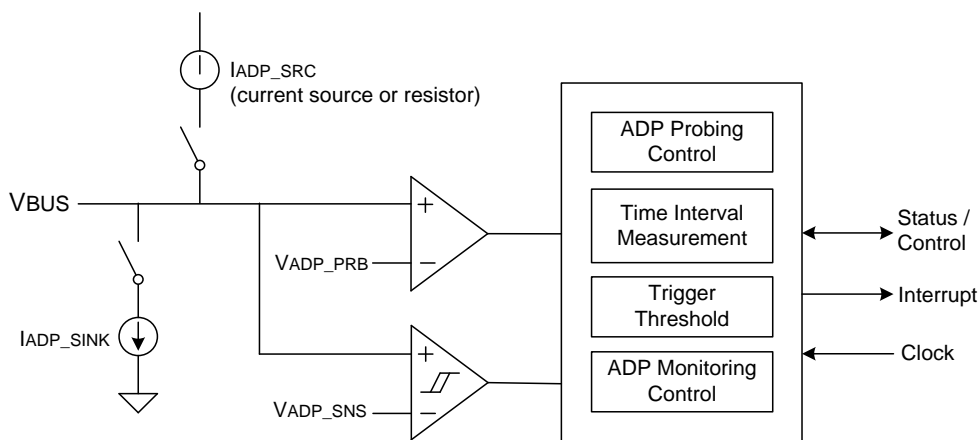 IADP_SRC
(current source or resistor)
VBUS
VADP_PRB
IADP_SINK
VADP_SNS
+
−
+
−
ADP Probing
Control
Time Interval
Measurement
Trigger
Threshold
ADP Monitoring
Control
Status /
Control
Interrupt
Clock